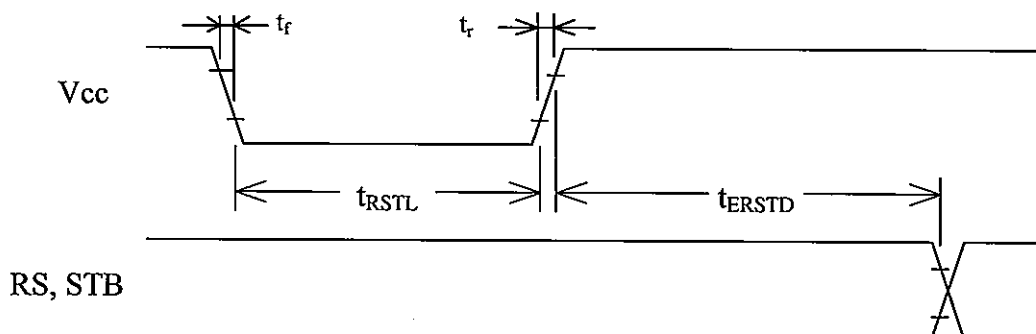 t_f
t_r
Vcc
t_RSTL
t_ERSTD
RS, STB